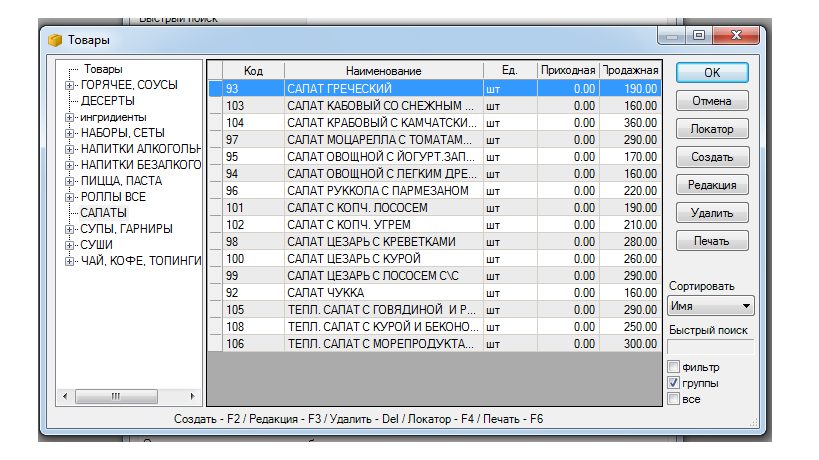 Быстрый поиск
Товары
Товары
ГОРЯЧЕЕ, СОУСЫ
ДЕСЕРТЫ
ингридиенты
НАБОРЫ, СЕТЫ
НАПИТКИ АЛКОГОЛЬН
НАПИТКИ БЕЗАЛКОГО
ПИЦЦА, ПАСТА
РОЛЛЫ ВСЕ
САЛАТЫ
СУПЫ, ГАРНИРЫ
СУШИ
ЧАЙ, КОФЕ, ТОПИНГИ
Код Наименование Ед. Приходная Продажная
93 САЛАТ ГРЕЧЕСКИЙ шт 0.00 190.00
103 САЛАТ КАБОВЫЙ СО СНЕЖНЫМ ... шт 0.00 160.00
104 САЛАТ КРАБОВЫЙ С КАМЧАТСКИ... шт 0.00 360.00
97 САЛАТ МОЦАРЕЛЛА С ТОМАТАМ... шт 0.00 290.00
95 САЛАТ ОВОЩНОЙ С ЙОГУРТ.ЗАП... шт 0.00 170.00
94 САЛАТ ОВОЩНОЙ С ЛЕГКИМ ДРЕ... шт 0.00 160.00
96 САЛАТ РУККОЛА С ПАРМЕЗАНОМ шт 0.00 220.00
101 САЛАТ С КОПЧ. ЛОСОСЕМ шт 0.00 190.00
102 САЛАТ С КОПЧ. УГРЕМ шт 0.00 210.00
98 САЛАТ ЦЕЗАРЬ С КРЕВЕТКАМИ шт 0.00 280.00
100 САЛАТ ЦЕЗАРЬ С КУРОЙ шт 0.00 260.00
99 САЛАТ ЦЕЗАРЬ С ЛОСОСЕМ С\С шт 0.00 290.00
92 САЛАТ ЧУККА шт 0.00 160.00
105 ТЕПЛ. САЛАТ С ГОВЯДИНОЙ И Р... шт 0.00 290.00
108 ТЕПЛ. САЛАТ С КУРОЙ И БЕКОНО... шт 0.00 250.00
106 ТЕПЛ. САЛАТ С МОРЕПРОДУКТА... шт 0.00 300.00
OK
Отмена
Локатор
Создать
Редакция
Удалить
Печать
Сортировать
Имя
Быстрый поиск
фильтр
группы
все
Создать - F2 / Редакция - F3 / Удалить - Del / Локатор - F4 / Печать - F6